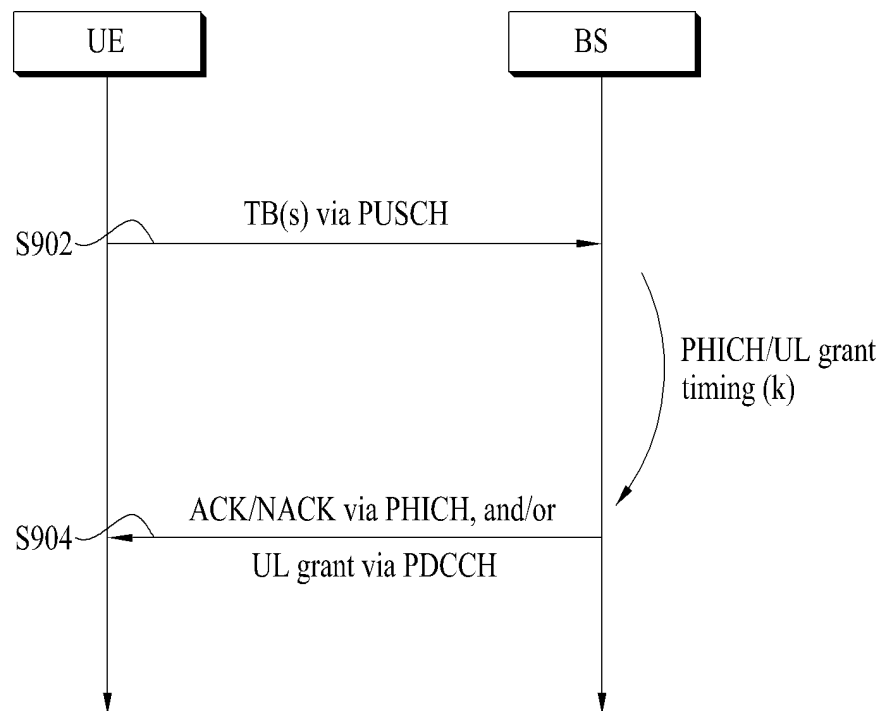 UE
BS
TB(s) via PUSCH
S902
PHICH/UL grant
timing (k)
ACK/NACK via PHICH, and/or
S904
UL grant via PDCCH